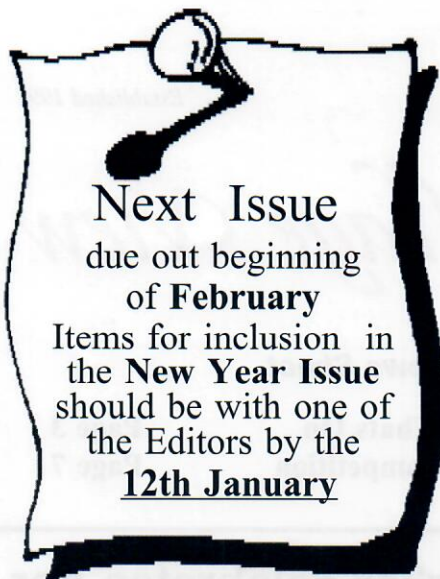 Next Issue
due out beginning
of February
Items for inclusion in
the New Year Issue
should be with one of
the Editors by the
12th January